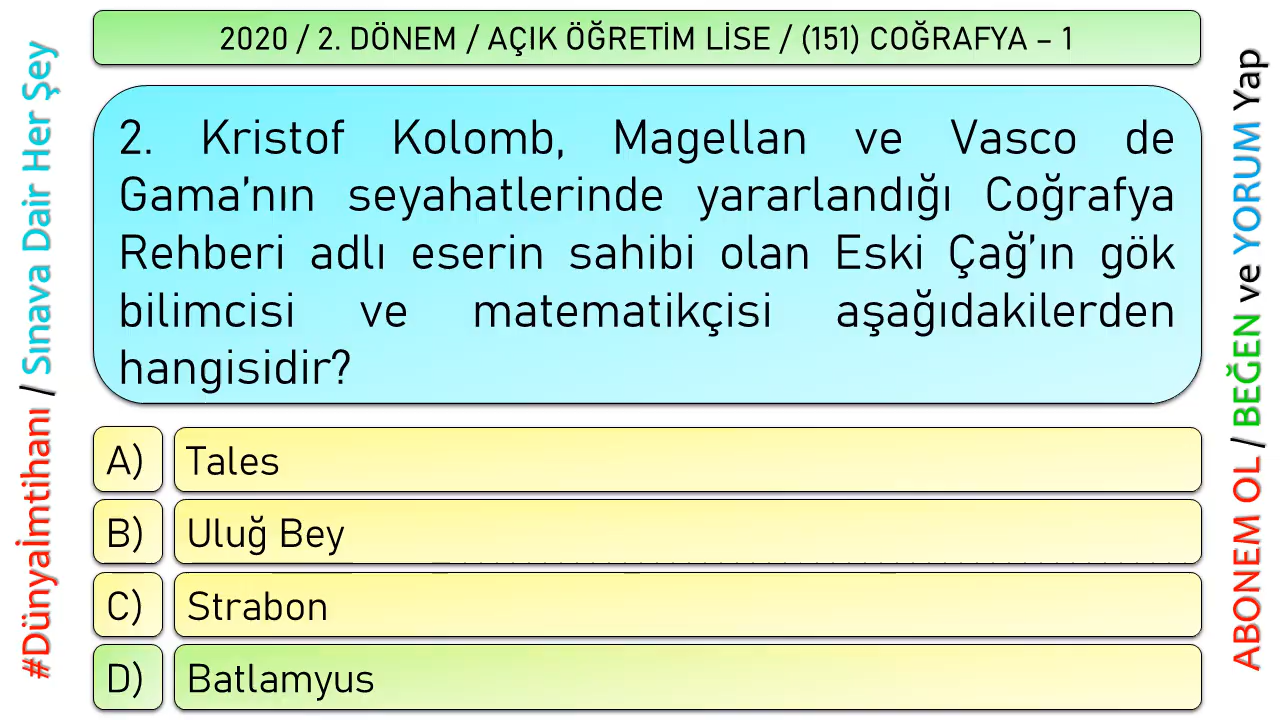 2020 / 2. DÖNEM / AÇIK ÖĞRETİM LİSE / (151) COĞRAFYA – 1
#Dünyaİmtihanı / Sınava Dair Her Şey
2. Kristof Kolomb, Magellan ve Vasco de
Gama’nın seyahatlerinde yararlandığı Coğrafya
Rehberi adlı eserin sahibi olan Eski Çağ’ın gök
bilimcisi ve matematikçisi aşağıdakilerden
hangisidir?
A) Tales
B) Uluğ Bey
C) Strabon
D) Batlamyus
ABONEM OL / BEĞEN ve YORUM Yap